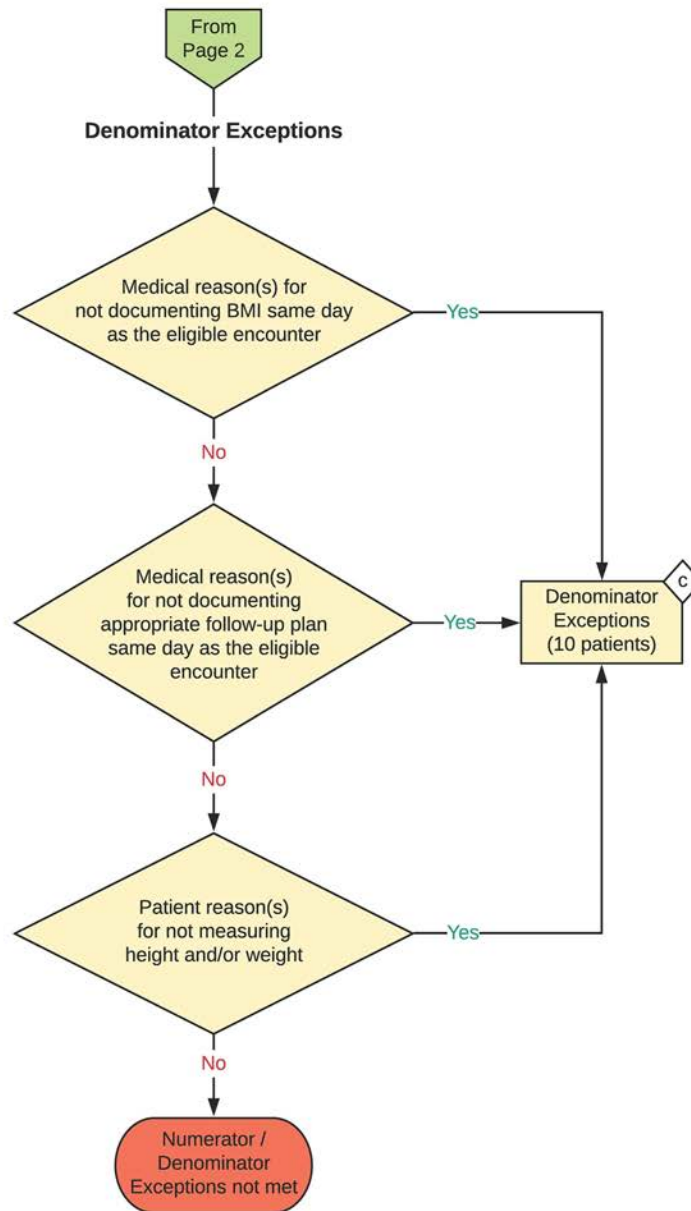 From
Page 2
Denominator Exceptions
Medical reason(s) for
not documenting BMI same day
as the eligible encounter
Yes
No
Medical reason(s)
for not documenting
appropriate follow-up plan
same day as the eligible
encounter
Yes
c
Denominator
Exceptions
(10 patients)
No
Patient reason(s)
for not measuring
height and/or weight
Yes
No
Numerator /
Denominator
Exceptions not met